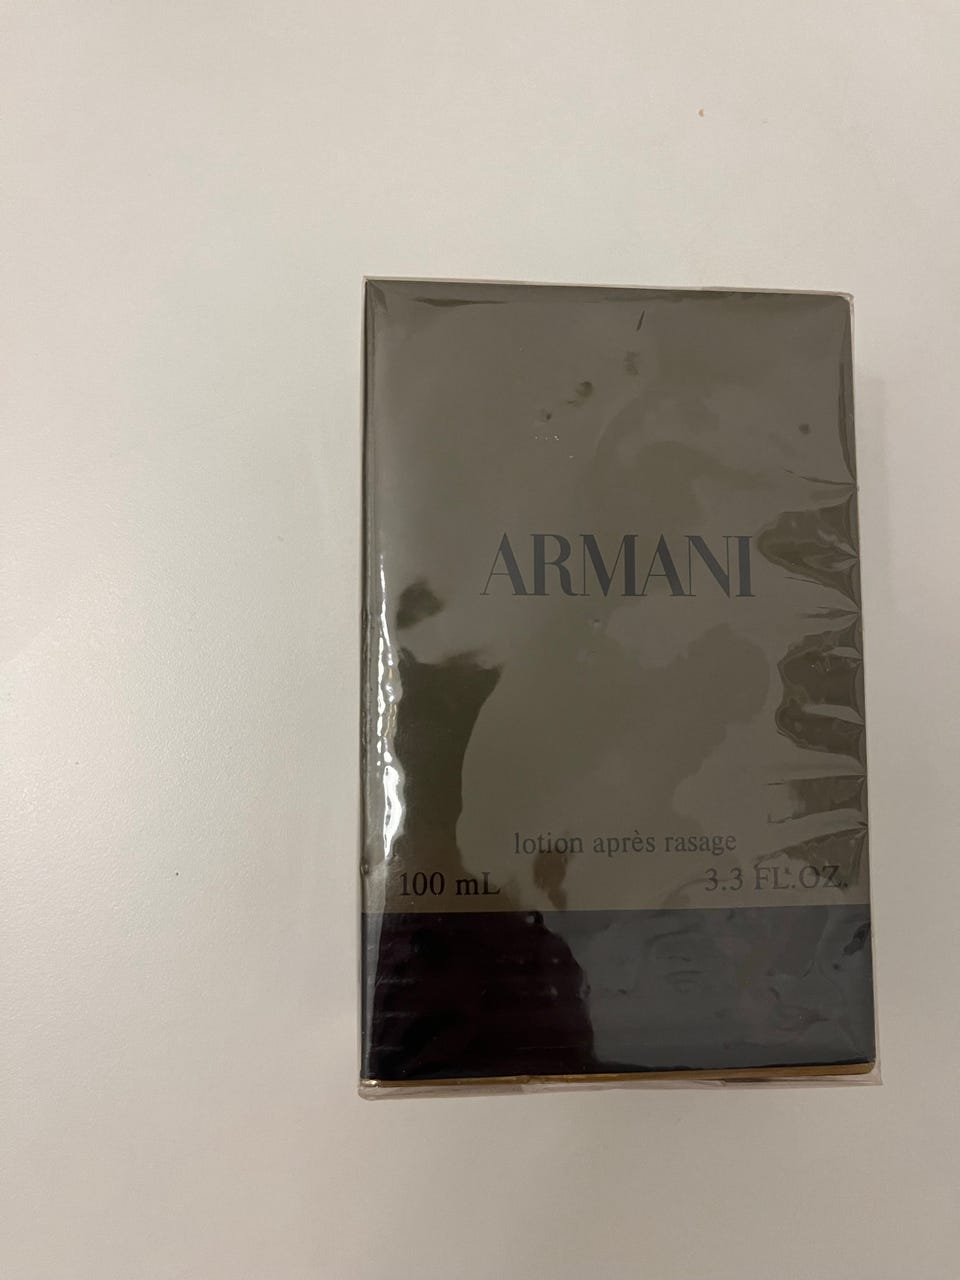 ARMANI
lotion après rasage
100 mL 3.3 FL.OZ.